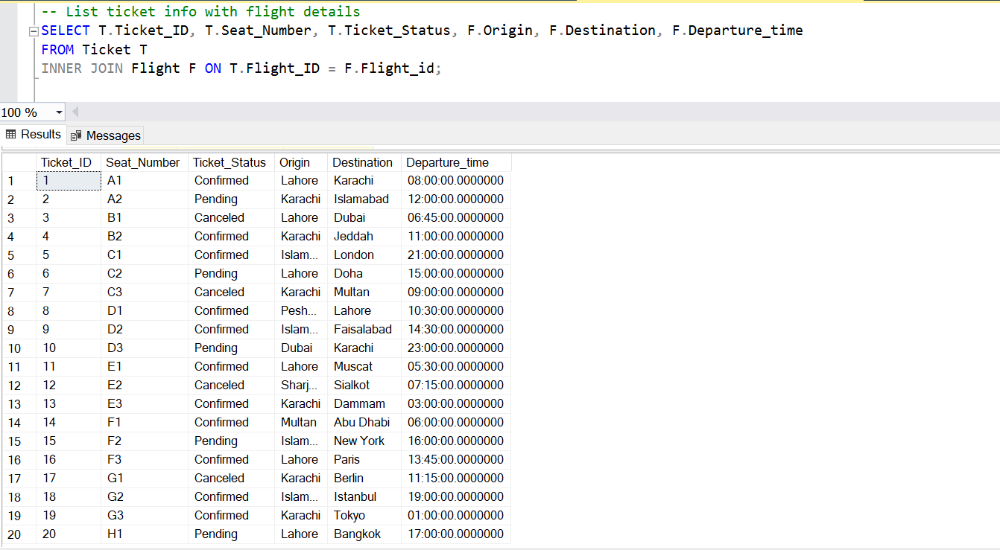 -- List ticket info with flight details
SELECT T.Ticket_ID, T.Seat_Number, T.Ticket_Status, F.Origin, F.Destination, F.Departure_time
FROM Ticket T
INNER JOIN Flight F ON T.Flight_ID = F.Flight_id;
100 %
Results Messages
Ticket_ID Seat_Number Ticket_Status Origin Destination Departure_time
1 1 A1 Confirmed Lahore Karachi 08:00:00.0000000
2 2 A2 Pending Karachi Islamabad 12:00:00.0000000
3 3 B1 Canceled Lahore Dubai 06:45:00.0000000
4 4 B2 Confirmed Karachi Jeddah 11:00:00.0000000
5 5 C1 Confirmed Islam... London 21:00:00.0000000
6 6 C2 Pending Lahore Doha 15:00:00.0000000
7 7 C3 Canceled Karachi Multan 09:00:00.0000000
8 8 D1 Confirmed Pesh... Lahore 10:30:00.0000000
9 9 D2 Confirmed Islam... Faisalabad 14:30:00.0000000
10 10 D3 Pending Dubai Karachi 23:00:00.0000000
11 11 E1 Confirmed Lahore Muscat 05:30:00.0000000
12 12 E2 Canceled Sharj... Sialkot 07:15:00.0000000
13 13 E3 Confirmed Karachi Dammam 03:00:00.0000000
14 14 F1 Confirmed Multan Abu Dhabi 06:00:00.0000000
15 15 F2 Pending Islam... New York 16:00:00.0000000
16 16 F3 Confirmed Lahore Paris 13:45:00.0000000
17 17 G1 Canceled Karachi Berlin 11:15:00.0000000
18 18 G2 Confirmed Islam... Istanbul 19:00:00.0000000
19 19 G3 Confirmed Karachi Tokyo 01:00:00.0000000
20 20 H1 Pending Lahore Bangkok 17:00:00.0000000